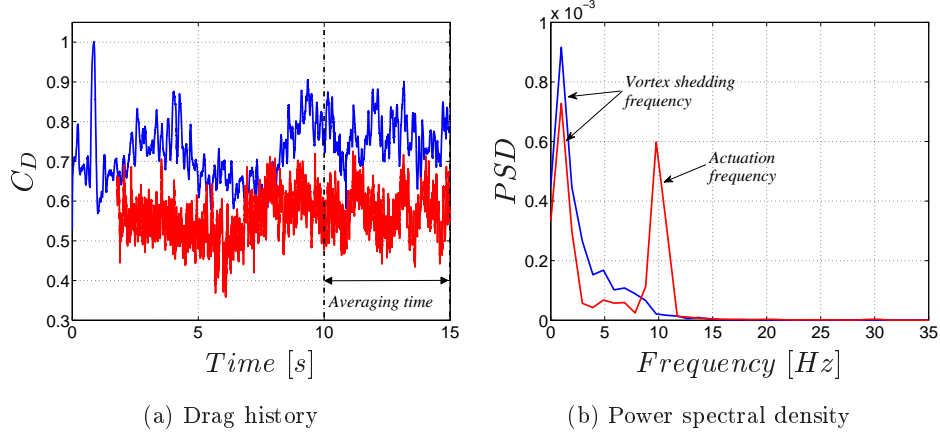 1
0.9
0.8
0.7
0.6
0.5
0.4
0.3
0
5
10
15
C_D
Time [s]
Averaging time
(a) Drag history
1 x 10^-3
0.8
0.6
0.4
0.2
0
0
5
10
15
20
25
30
35
PSD
Frequency [Hz]
Vortex shedding
frequency
Actuation
frequency
(b) Power spectral density